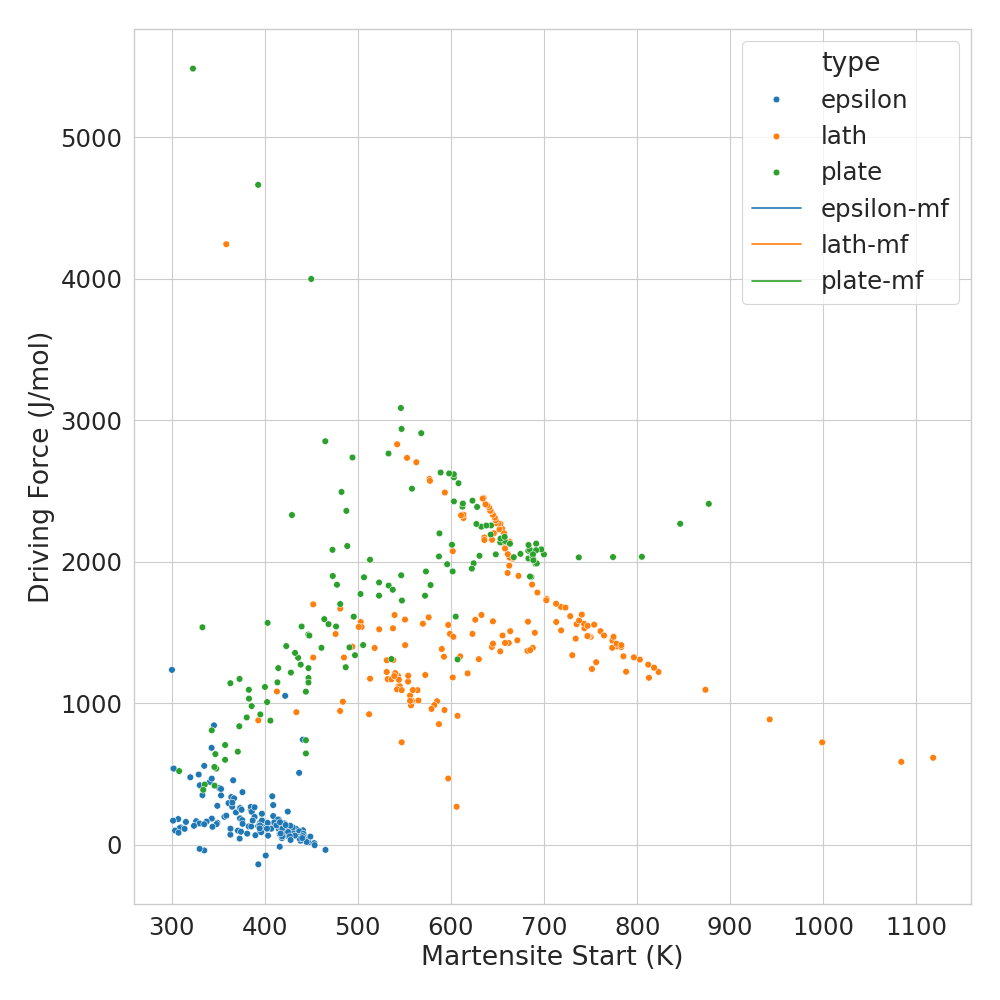 type
epsilon
lath
plate
epsilon-mf
lath-mf
plate-mf
5000
4000
3000
2000
1000
0
Driving Force (J/mol)
300 400 500 600 700 800 900 1000 1100
Martensite Start (K)